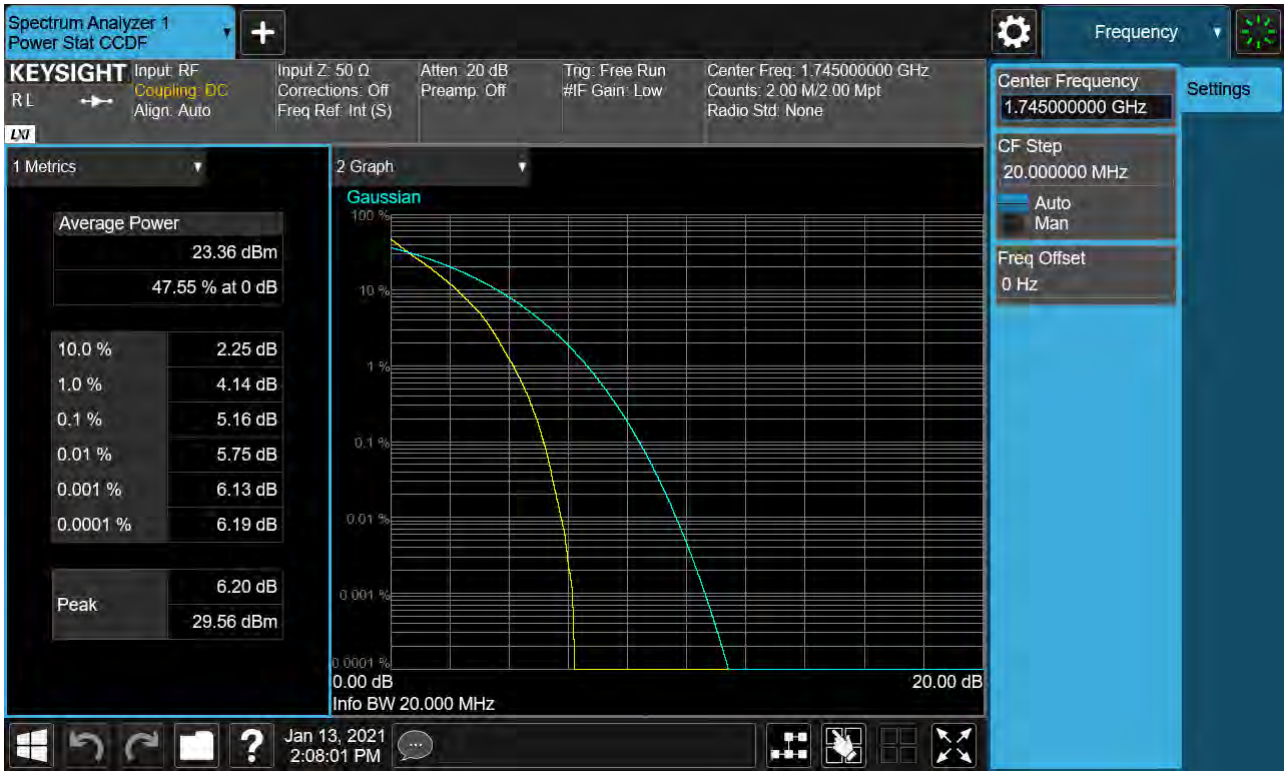 Spectrum Analyzer 1
Power Stat CCDF
Frequency
KEYSIGHT
Input: RF
Coupling: DC
Align: Auto
Input Z: 50 Ω
Corrections: Off
Freq Ref: Int (S)
Atten: 20 dB
Preamp: Off
Trig: Free Run
#IF Gain: Low
Center Freq: 1.745000000 GHz
Counts: 2.00 M/2.00 Mpt
Radio Std: None
R L
LXI
Center Frequency
1.745000000 GHz
Settings
CF Step
20.000000 MHz
Auto
Man
Freq Offset
0 Hz
1 Metrics
Average Power
23.36 dBm
47.55 % at 0 dB
10.0 % 2.25 dB
1.0 % 4.14 dB
0.1 % 5.16 dB
0.01 % 5.75 dB
0.001 % 6.13 dB
0.0001 % 6.19 dB
Peak
6.20 dB
29.56 dBm
2 Graph
Gaussian
100 %
10 %
1 %
0.1 %
0.01 %
0.001 %
0.0001 %
0.00 dB
20.00 dB
Info BW 20.000 MHz
?
Jan 13, 2021
2:08:01 PM